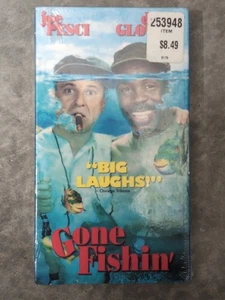 Joe
PESCI
GLO
253948
ITEM
$8.49
"BIG
LAUGHS!"
Gone
Fishin'